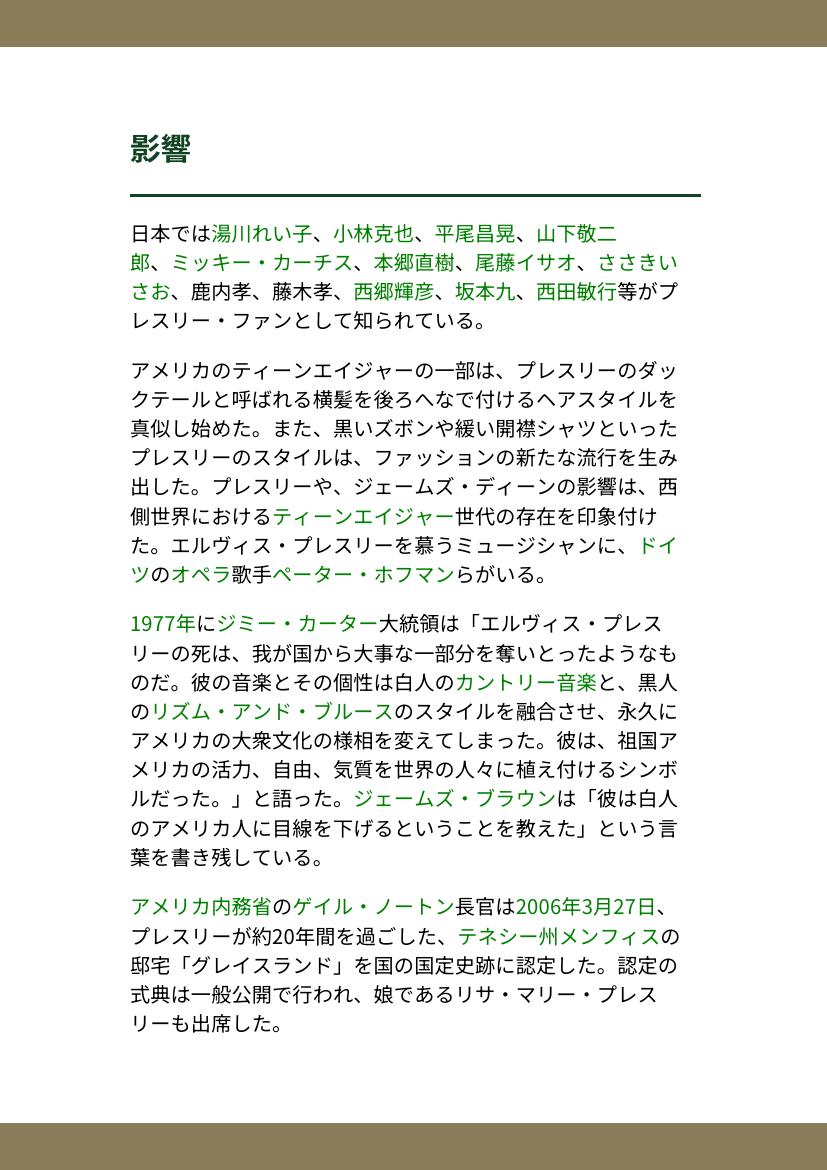 影響
日本では湯川れい子、小林克也、平尾昌晃、山下敬二
郎、ミッキー・カーチス、本郷直樹、尾藤イサオ、ささきい
さお、鹿内孝、藤木孝、西郷輝彦、坂本九、西田敏行等がプ
レスリー・ファンとして知られている。
アメリカのティーンエイジャーの一部は、プレスリーのダッ
クテールと呼ばれる横髪を後ろへなで付けるヘアスタイルを
真似し始めた。また、黒いズボンや緩い開襟シャツといった
プレスリーのスタイルは、ファッションの新たな流行を生み
出した。プレスリーや、ジェームズ・ディーンの影響は、西
側世界におけるティーンエイジャー世代の存在を印象付け
た。エルヴィス・プレスリーを慕うミュージシャンに、ドイ
ツのオペラ歌手ペーター・ホフマンらがいる。
1977年にジミー・カーター大統領は「エルヴィス・プレス
リーの死は、我が国から大事な一部分を奪いとったようなも
のだ。彼の音楽とその個性は白人のカントリー音楽と、黒人
のリズム・アンド・ブルースのスタイルを融合させ、永久に
アメリカの大衆文化の様相を変えてしまった。彼は、祖国ア
メリカの活力、自由、気質を世界の人々に植え付けるシンボ
ルだった。」と語った。ジェームズ・ブラウンは「彼は白人
のアメリカ人に目線を下げるということを教えた」という言
葉を書き残している。
アメリカ内務省のゲイル・ノートン長官は2006年3月27日、
プレスリーが約20年間を過ごした、テネシー州メンフィスの
邸宅「グレイスランド」を国の国定史跡に認定した。認定の
式典は一般公開で行われ、娘であるリサ・マリー・プレス
リーも出席した。